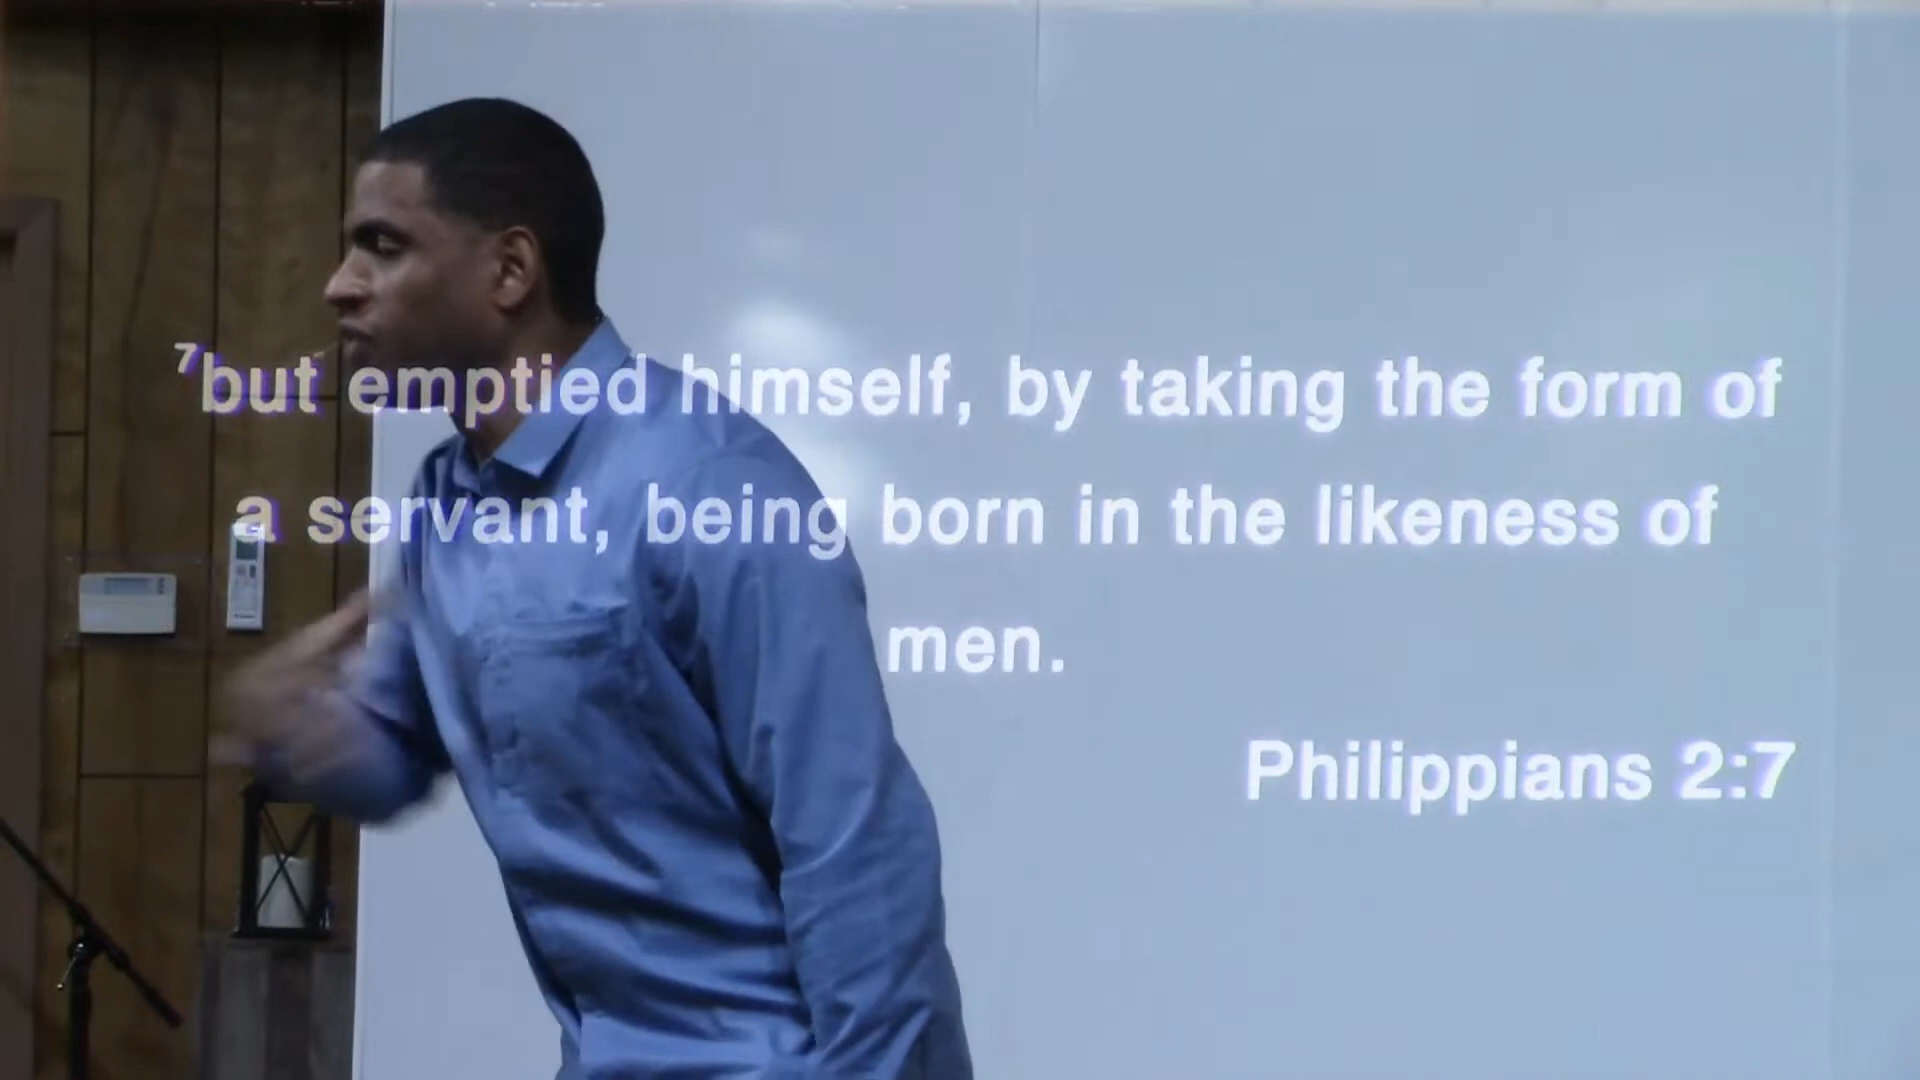 ⁷but emptied himself, by taking the form of
a servant, being born in the likeness of
men.
Philippians 2:7